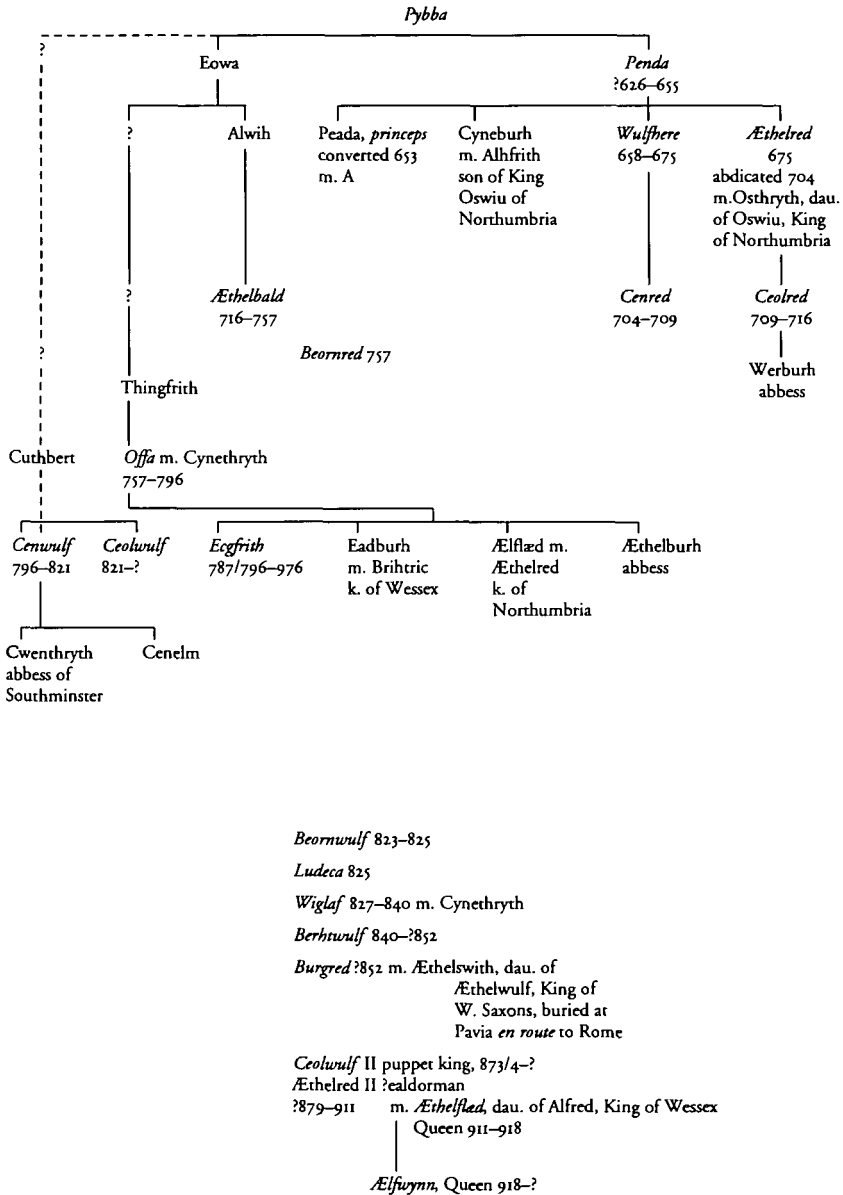 Pybba
?
Eowa
Penda
?626–655
?
Alwih
Peada, princeps
converted 653
m. A
Cyneburh
m. Alhfrith
son of King
Oswiu of
Northumbria
Wulfhere
658–675
Æthelred
675
abdicated 704
m.Osthryth, dau.
of Oswiu, King
of Northumbria
?
Æthelbald
716–757
Cenred
704–709
Ceolred
709–716
?
Beornred 757
Werburh
abbess
Thingfrith
Cuthbert
Offa m. Cynethryth
757–796
Cenwulf
796–821
Ceolwulf
821–?
Ecgfrith
787/796–976
Eadburh
m. Brihtric
k. of Wessex
Ælflæd m.
Æthelred
k. of
Northumbria
Æthelburh
abbess
Cwenthryth
abbess of
Southminster
Cenelm
Beornwulf 823–825
Ludeca 825
Wiglaf 827–840 m. Cynethryth
Berhtwulf 840–?852
Burgred ?852 m. Æthelswith, dau. of
Æthelwulf, King of
W. Saxons, buried at
Pavia en route to Rome
Ceolwulf II puppet king, 873/4–?
Æthelred II ?ealdorman
?879–911 m. Æthelflæd, dau. of Alfred, King of Wessex
Queen 911–918
Ælfwynn, Queen 918–?